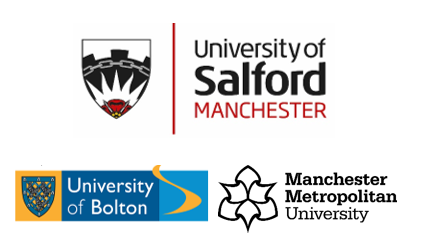 University of
Salford
MANCHESTER
University
of Bolton
Manchester
Metropolitan
University